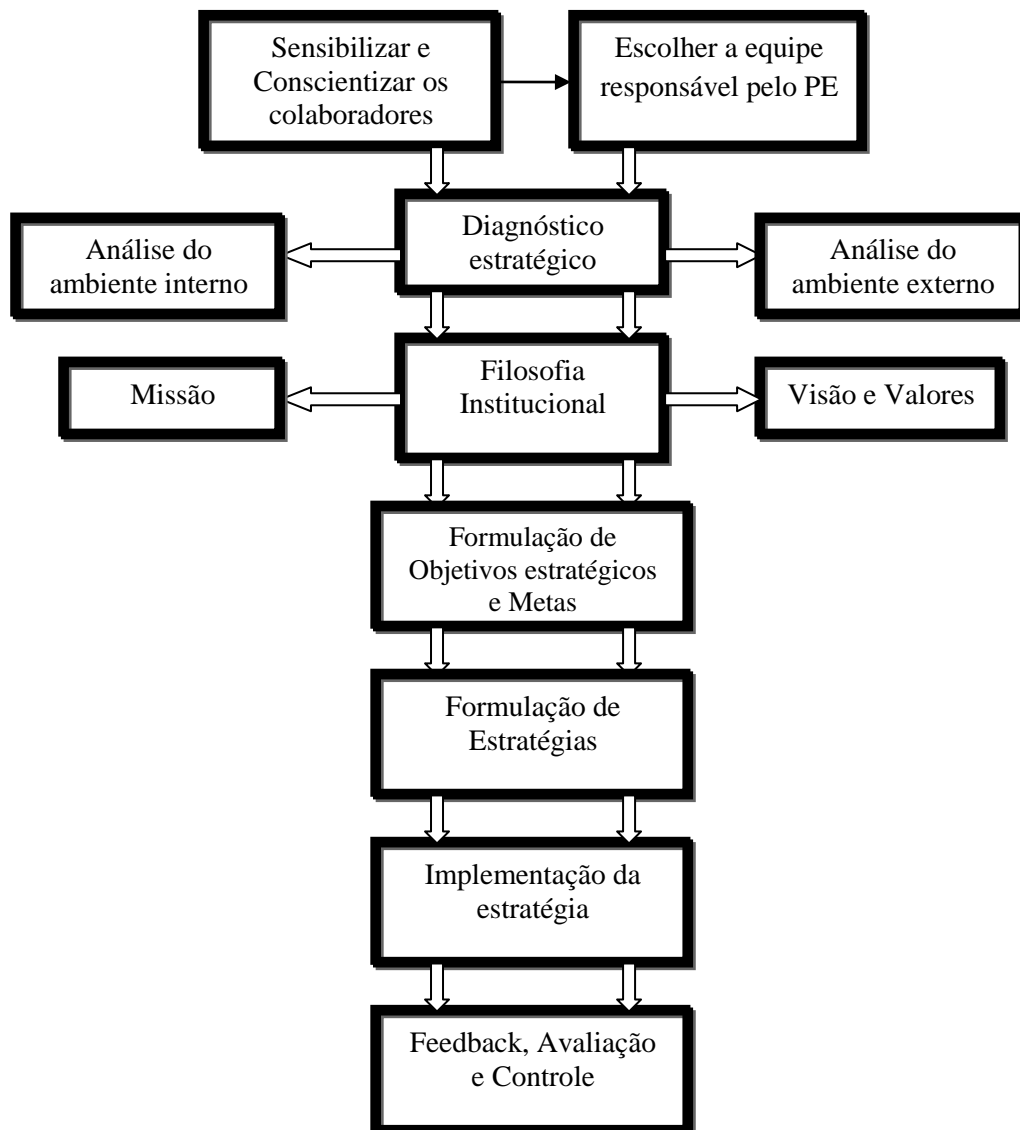 Sensibilizar e
Conscientizar os
colaboradores
Escolher a equipe
responsável pelo PE
Diagnóstico
estratégico
Análise do
ambiente interno
Análise do
ambiente externo
Filosofia
Institucional
Missão
Visão e Valores
Formulação de
Objetivos estratégicos
e Metas
Formulação de
Estratégias
Implementação da
estratégia
Feedback, Avaliação
e Controle